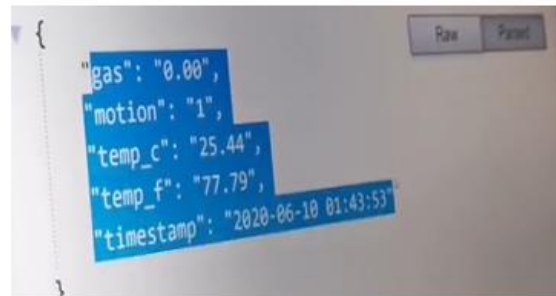 Raw Parsed
{
"gas": "0.00",
"motion": "1",
"temp_c": "25.44",
"temp_f": "77.79",
"timestamp": "2020-06-10 01:43:53"
}